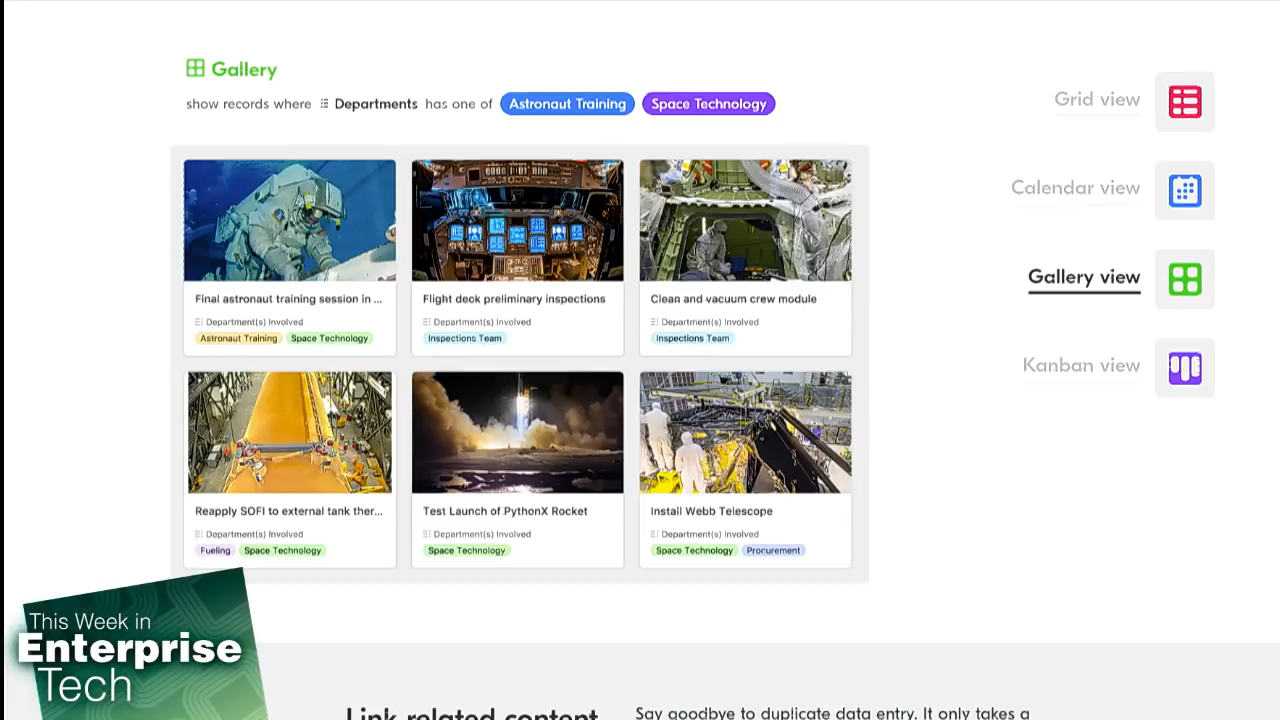 Gallery
show records where Departments has one of Astronaut Training Space Technology
Grid view
Calendar view
Gallery view
Kanban view
Final astronaut training session in ...
Department(s) Involved
Astronaut Training Space Technology
Flight deck preliminary inspections
Department(s) Involved
Inspections Team
Clean and vacuum crew module
Department(s) Involved
Inspections Team
Reapply SOFI to external tank ther...
Department(s) Involved
Fueling Space Technology
Test Launch of PythonX Rocket
Department(s) Involved
Space Technology
Install Webb Telescope
Department(s) Involved
Space Technology Procurement
This Week in
Enterprise
Tech
Link related content
Say goodbye to duplicate data entry. It only takes a